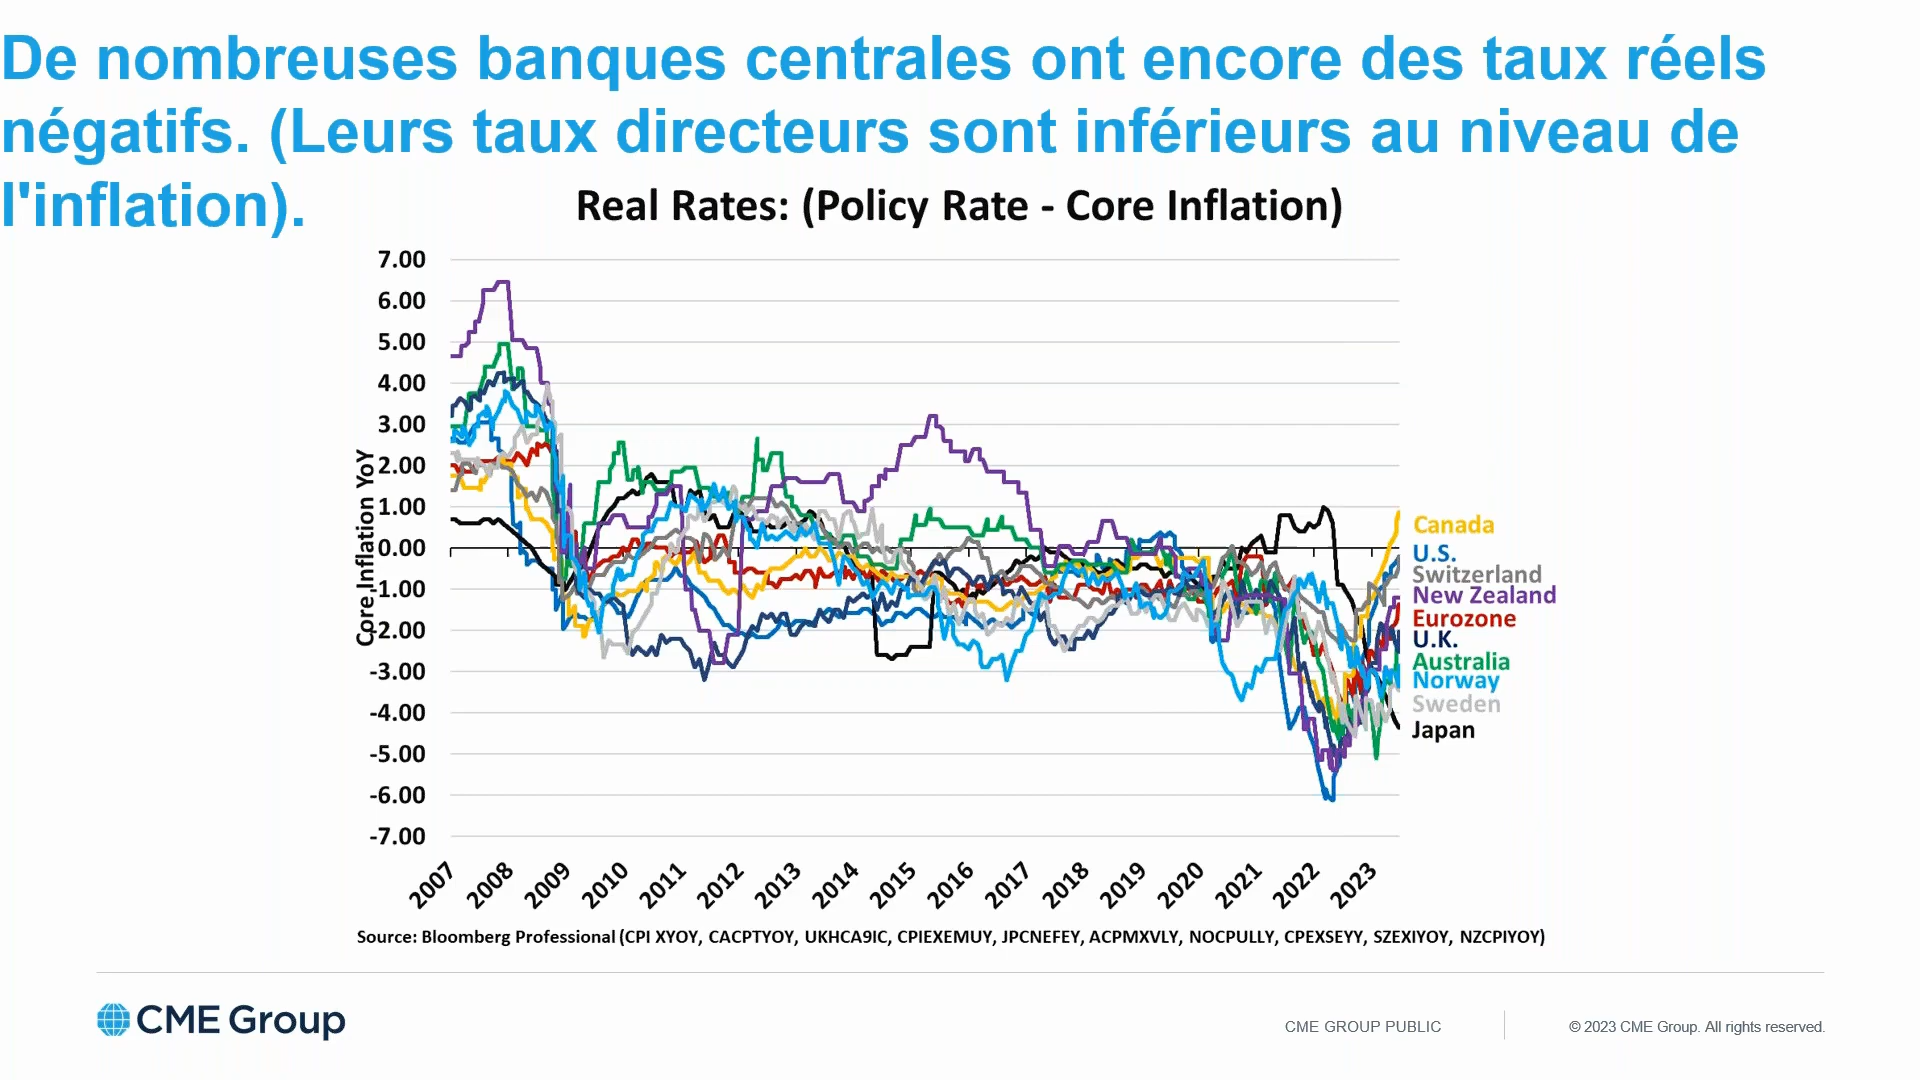 De nombreuses banques centrales ont encore des taux réels
négatifs. (Leurs taux directeurs sont inférieurs au niveau de
l'inflation).
Real Rates: (Policy Rate - Core Inflation)
Core Inflation YoY
7.00
6.00
5.00
4.00
3.00
2.00
1.00
0.00
-1.00
-2.00
-3.00
-4.00
-5.00
-6.00
-7.00
2007
2008
2009
2010
2011
2012
2013
2014
2015
2016
2017
2018
2019
2020
2021
2022
2023
Canada
U.S.
Switzerland
New Zealand
Eurozone
U.K.
Australia
Norway
Sweden
Japan
Source: Bloomberg Professional (CPI XYOY, CACPTYOY, UKHCA9IC, CPIEXEMUY, JPCNEFEY, ACPMXVLY, NOCPULLY, CPEXSEYY, SZEXIYOY, NZCPIYOY)
CME Group
CME GROUP PUBLIC
© 2023 CME Group. All rights reserved.